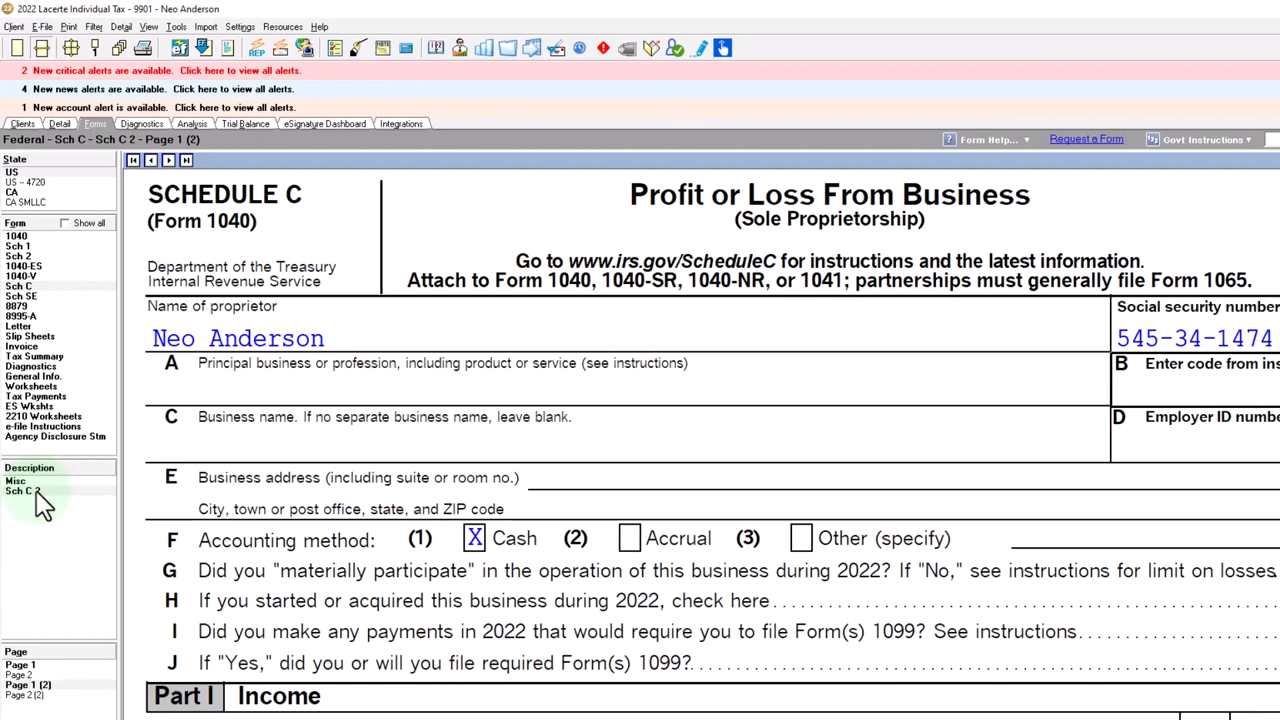 2022 Lacerte Individual Tax - 9901 - Neo Anderson
Client E-File Print Filter Detail View Tools Import Settings Resources Help
REP
2 New critical alerts are available. Click here to view all alerts.
4 New news alerts are available. Click here to view all alerts.
1 New account alert is available. Click here to view all alerts.
Clients Detail Forms Diagnostics Analysis Trial Balance eSignature Dashboard Integrations
Federal - Sch C - Sch C 2 - Page 1 (2) ? Form Help... Request a Form Govt Instructions
State
US
US -- 4720
CA
CA SMLLC
Form Show all
1040
Sch 1
Sch 2
1040-ES
1040-V
Sch C
Sch SE
8879
8995-A
Letter
Slip Sheets
Invoice
Tax Summary
Diagnostics
General Info.
Worksheets
Tax Payments
ES Wkshts
2210 Worksheets
e-file Instructions
Agency Disclosure Stm
Description
Misc
Sch C 2
Page
Page 1
Page 2
Page 1 (2)
Page 2 (2)
SCHEDULE C
(Form 1040)
Department of the Treasury
Internal Revenue Service
Profit or Loss From Business
(Sole Proprietorship)
Go to www.irs.gov/ScheduleC for instructions and the latest information.
Attach to Form 1040, 1040-SR, 1040-NR, or 1041; partnerships must generally file Form 1065.
Name of proprietor
Neo Anderson
Social security number
545-34-1474
A Principal business or profession, including product or service (see instructions)
B Enter code from ins
C Business name. If no separate business name, leave blank.
D Employer ID numbe
E Business address (including suite or room no.)
City, town or post office, state, and ZIP code
F Accounting method: (1) X Cash (2) Accrual (3) Other (specify)
G Did you "materially participate" in the operation of this business during 2022? If "No," see instructions for limit on losses.
H If you started or acquired this business during 2022, check here
I Did you make any payments in 2022 that would require you to file Form(s) 1099? See instructions
J If "Yes," did you or will you file required Form(s) 1099?
Part I Income